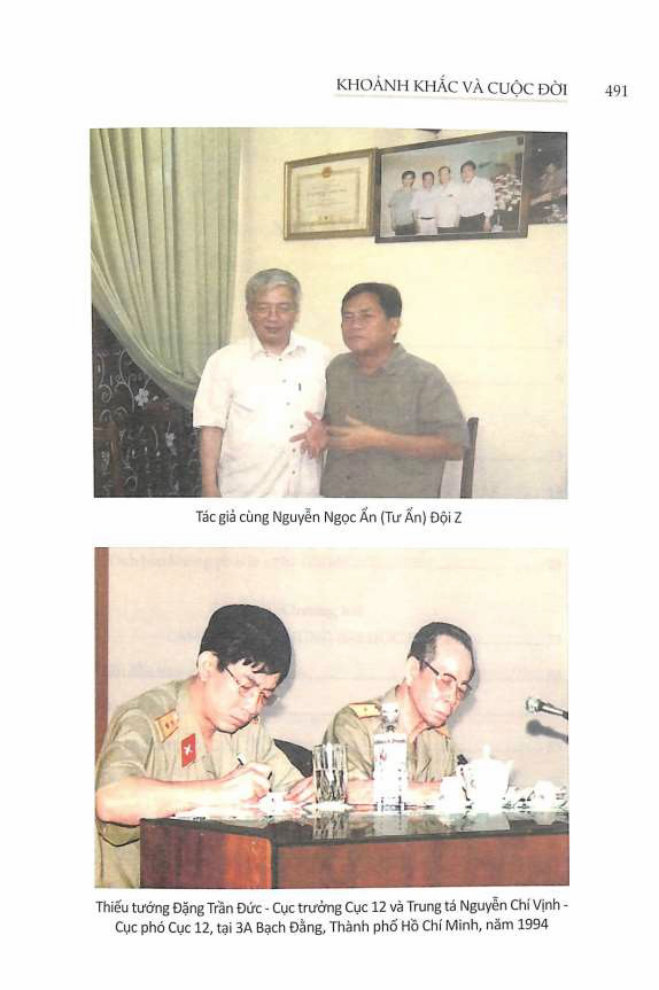 KHOẢNH KHẮC VÀ CUỘC ĐỜI 491
Tác giả cùng Nguyễn Ngọc Ẩn (Tư Ẩn) Đội Z
Thiếu tướng Đặng Trần Đức - Cục trưởng Cục 12 và Trung tá Nguyễn Chí Vịnh -
Cục phó Cục 12, tại 3A Bạch Đằng, Thành phố Hồ Chí Minh, năm 1994